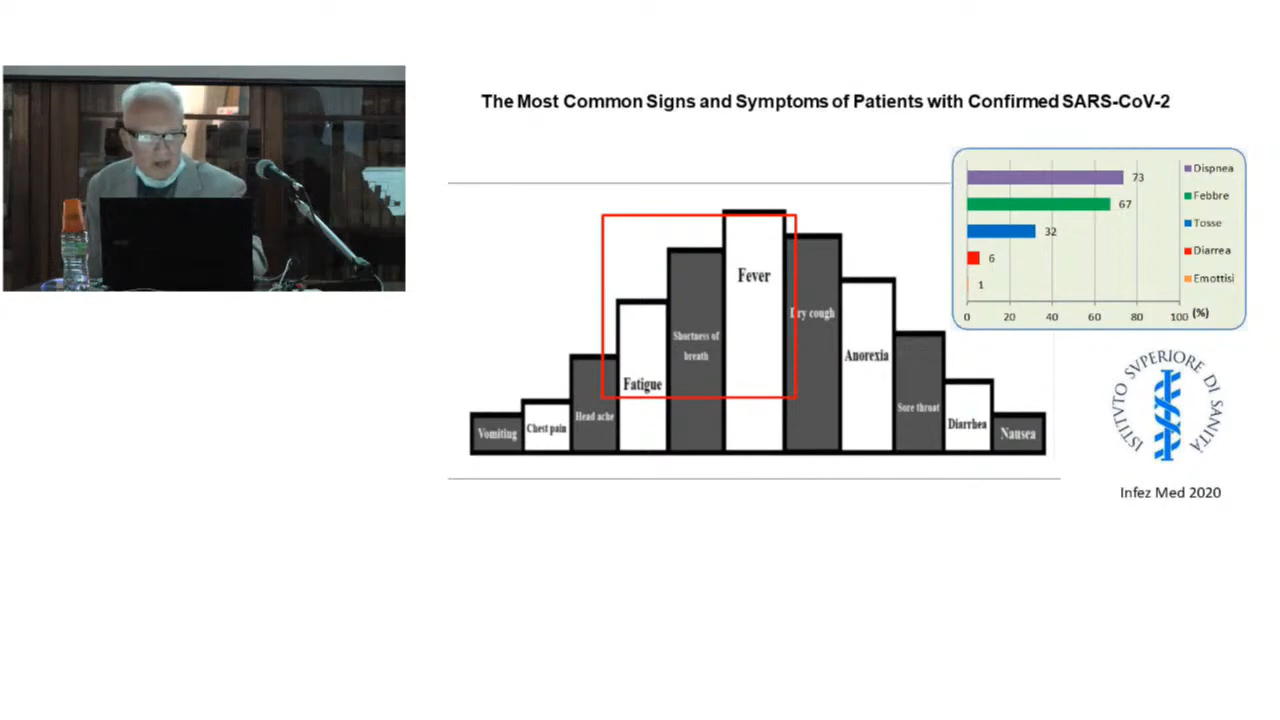 The Most Common Signs and Symptoms of Patients with Confirmed SARS-CoV-2
Vomiting
Chest pain
Head ache
Fatigue
Shortness of
breath
Fever
Dry cough
Anorexia
Sore throat
Diarrhea
Nausea
73
67
32
6
1
0 20 40 60 80 100 (%)
Dispnea
Febbre
Tosse
Diarrea
Emottisi
ISTITVTO SVPERIORE DI SANITÀ
Infez Med 2020